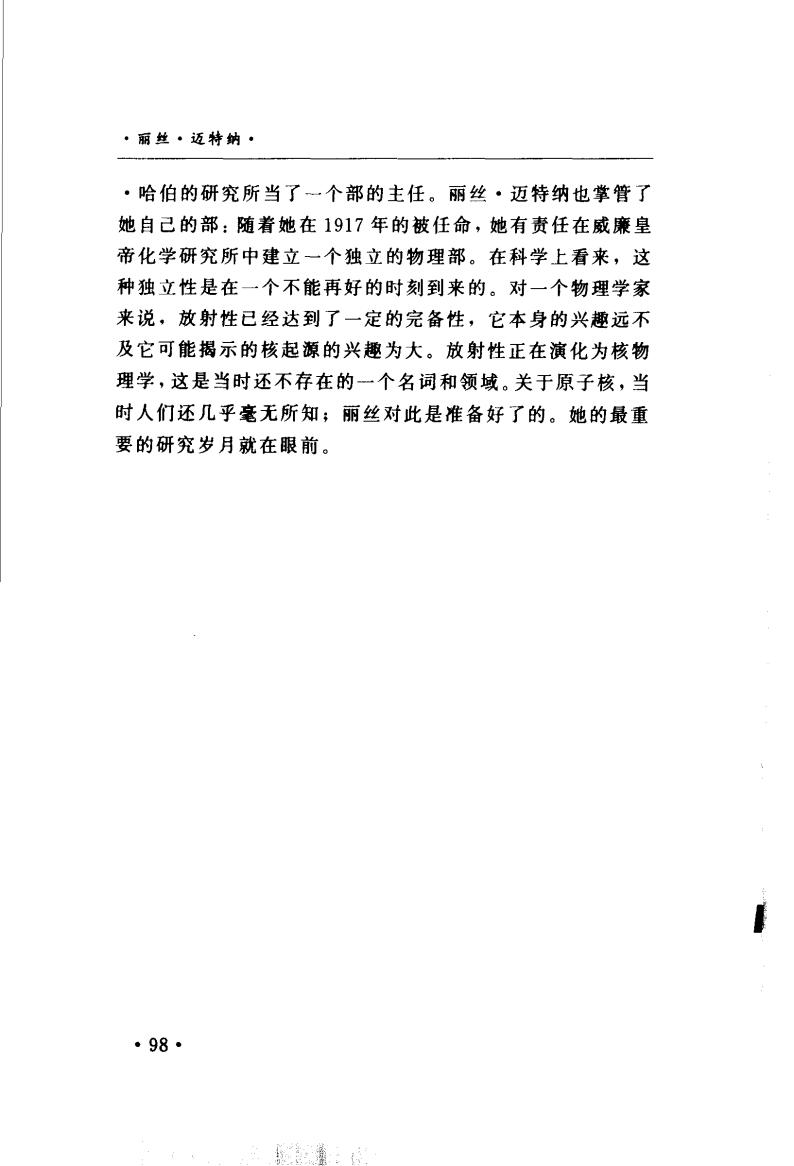 ·丽丝·迈特纳·
·哈伯的研究所当了一个部的主任。丽丝·迈特纳也掌管了
她自己的部；随着她在 1917 年的被任命，她有责任在威廉皇
帝化学研究所中建立一个独立的物理部。在科学上看来，这
种独立性是在一个不能再好的时刻到来的。对一个物理学家
来说，放射性已经达到了一定的完备性，它本身的兴趣远不
及它可能揭示的核起源的兴趣为大。放射性正在演化为核物
理学，这是当时还不存在的一个名词和领域。关于原子核，当
时人们还几乎毫无所知；丽丝对此是准备好了的。她的最重
要的研究岁月就在眼前。
·98·